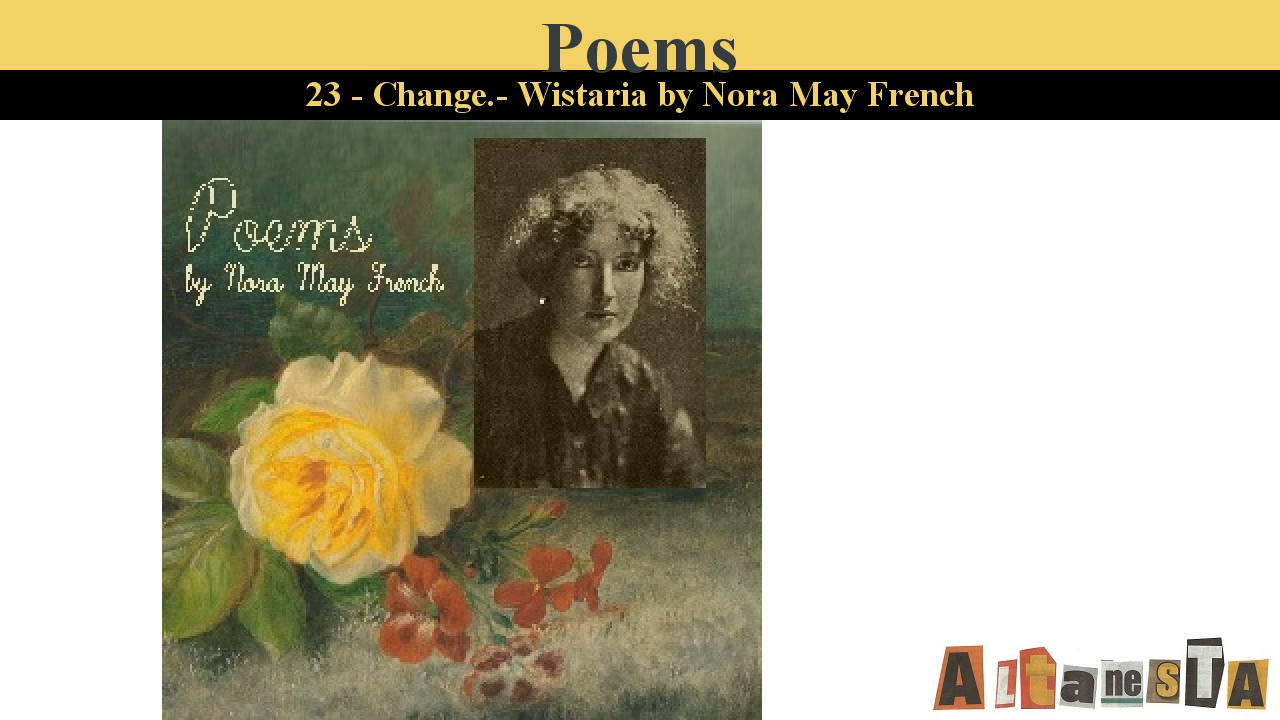 Poems
23 - Change.- Wistaria by Nora May French
Poems
by Nora May French
AltanesTA